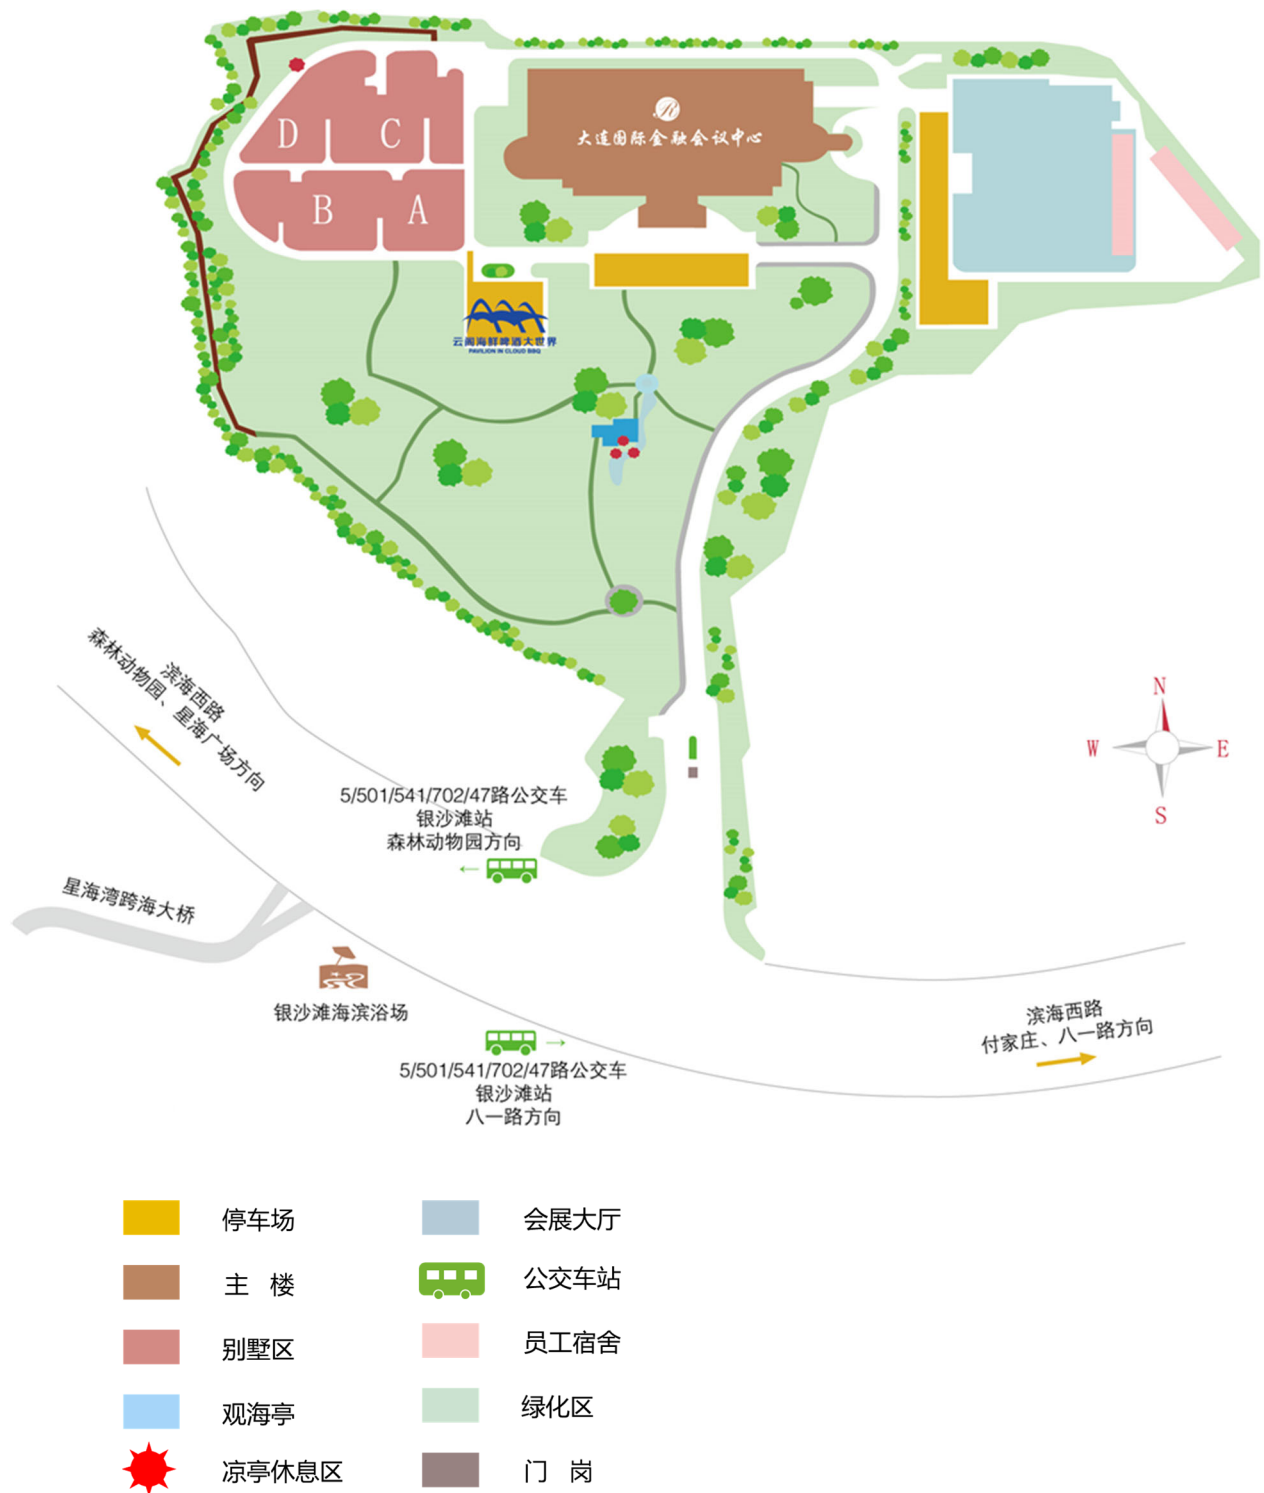 大连国际金融会议中心
D
C
B
A
云阁海鲜啤酒大世界
PAVILION IN CLOUD BBQ
滨海西路
森林动物园、星海广场方向
N
W
E
S
5/501/541/702/47路公交车
银沙滩站
森林动物园方向
星海湾跨海大桥
银沙滩海滨浴场
5/501/541/702/47路公交车
银沙滩站
八一路方向
滨海西路
付家庄、八一路方向
停车场
会展大厅
主 楼
公交车站
别墅区
员工宿舍
观海亭
绿化区
凉亭休息区
门 岗